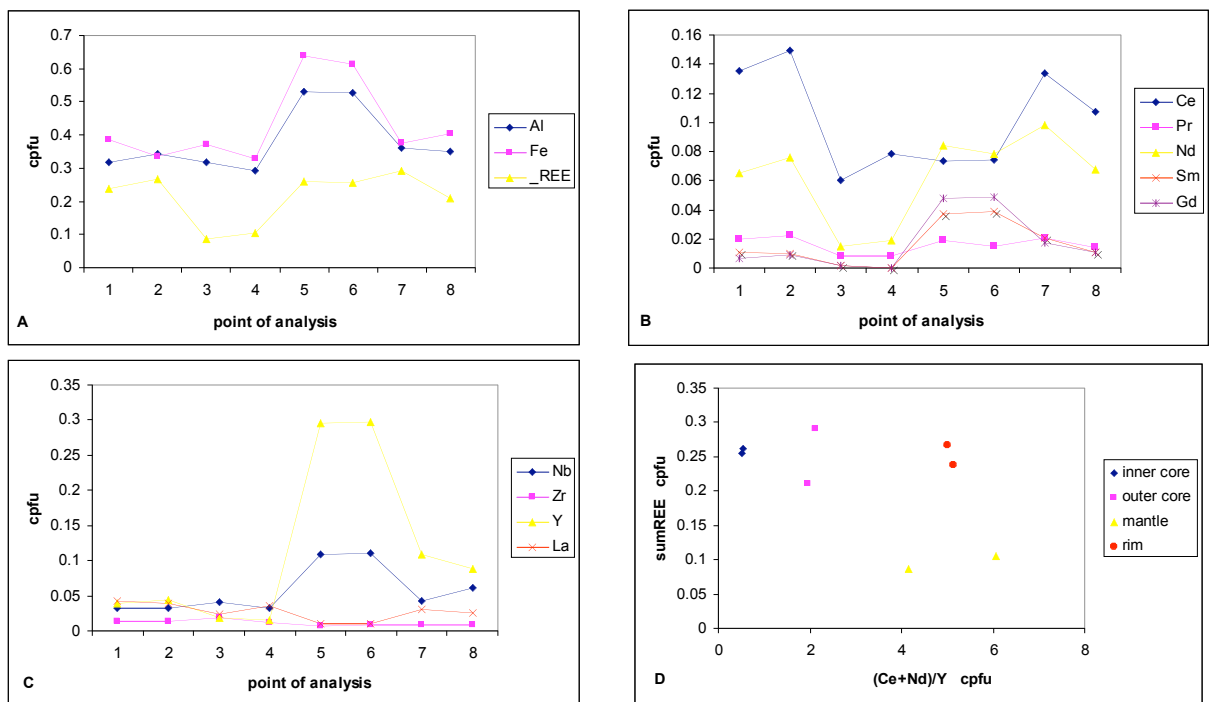 0.7
0.6
0.5
0.4
0.3
0.2
0.1
0
cpfu
1 2 3 4 5 6 7 8
point of analysis
Al
Fe
_REE
A
0.16
0.14
0.12
0.1
0.08
0.06
0.04
0.02
0
cpfu
1 2 3 4 5 6 7 8
point of analysis
Ce
Pr
Nd
Sm
Gd
B
0.35
0.3
0.25
0.2
0.15
0.1
0.05
0
cpfu
1 2 3 4 5 6 7 8
point of analysis
Nb
Zr
Y
La
C
0.35
0.3
0.25
0.2
0.15
0.1
0.05
0
sumREE cpfu
0 2 4 6 8
(Ce+Nd)/Y cpfu
inner core
outer core
mantle
rim
D